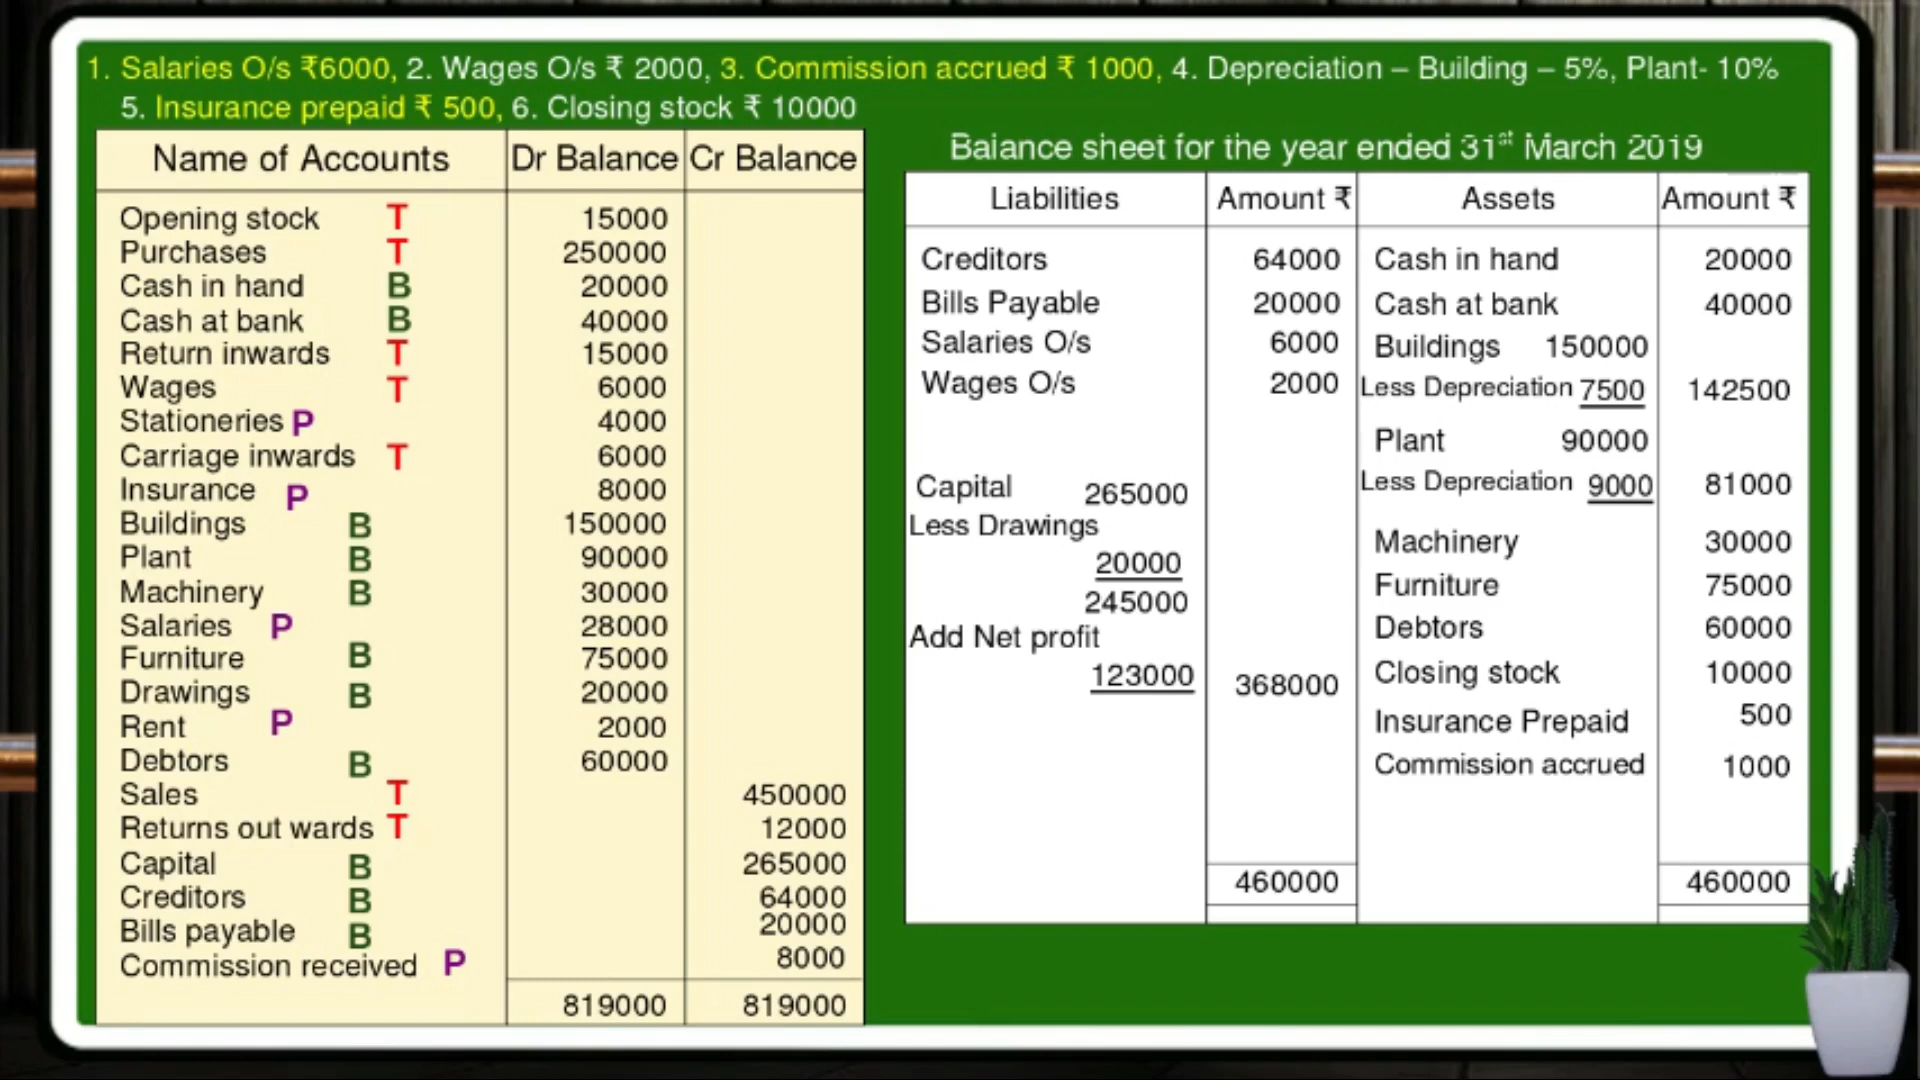 1. Salaries O/s ₹6000, 2. Wages O/s ₹ 2000, 3. Commission accrued ₹ 1000, 4. Depreciation – Building – 5%, Plant- 10%
5. Insurance prepaid ₹ 500, 6. Closing stock ₹ 10000
Name of Accounts Dr Balance Cr Balance
Opening stock T 15000
Purchases T 250000
Cash in hand B 20000
Cash at bank B 40000
Return inwards T 15000
Wages T 6000
Stationeries P 4000
Carriage inwards T 6000
Insurance P 8000
Buildings B 150000
Plant B 90000
Machinery B 30000
Salaries P 28000
Furniture B 75000
Drawings B 20000
Rent P 2000
Debtors B 60000
Sales T 450000
Returns out wards T 12000
Capital B 265000
Creditors B 64000
Bills payable B 20000
Commission received P 8000
819000 819000
Balance sheet for the year ended 31st March 2019
Liabilities Amount ₹ Assets Amount ₹
Creditors 64000 Cash in hand 20000
Bills Payable 20000 Cash at bank 40000
Salaries O/s 6000 Buildings 150000
Wages O/s 2000 Less Depreciation 7500 142500
Plant 90000
Capital 265000 Less Depreciation 9000 81000
Less Drawings Machinery 30000
20000 Furniture 75000
245000 Debtors 60000
Add Net profit Closing stock 10000
123000 368000 Insurance Prepaid 500
Commission accrued 1000
460000 460000